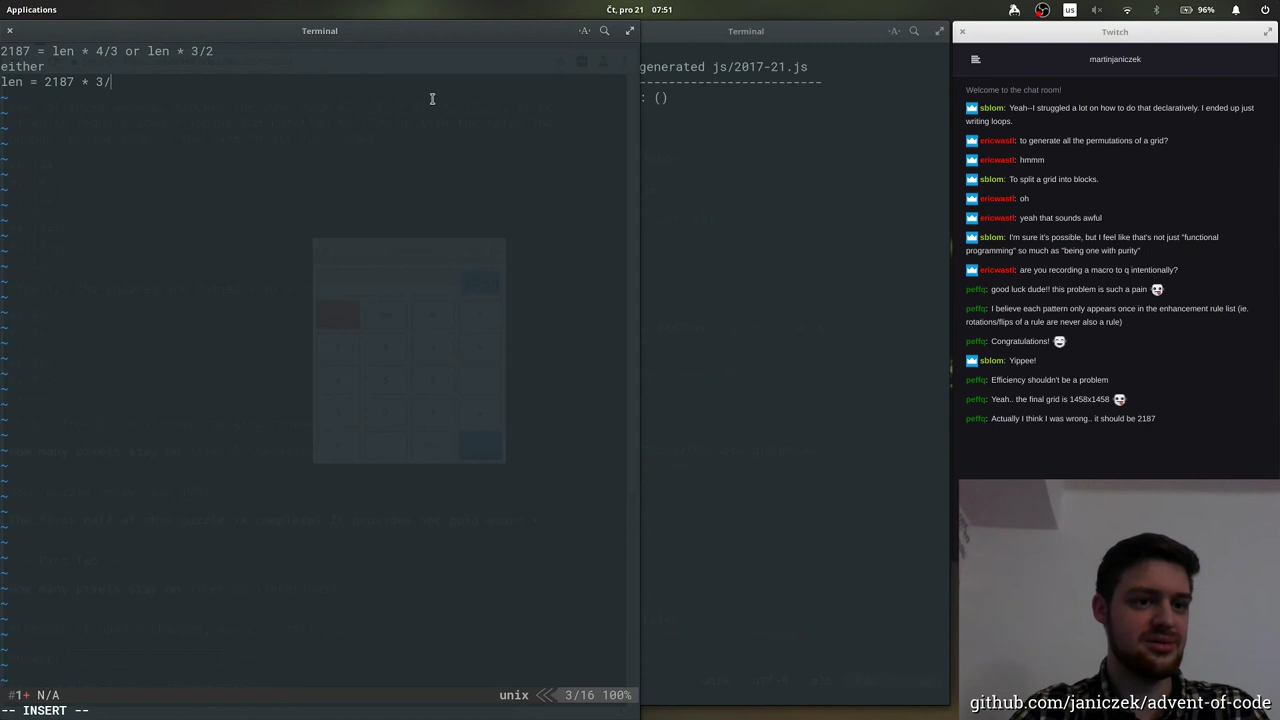 Applications
Čt, pro 21 07:51
us
96%
Terminal
-A-
2187 = len * 4/3 or len * 3/2
either
len = 2187 * 3/
~
#1+ N/A
unix
3/16 100%
-- INSERT --
Terminal
-A-
generated js/2017-21.js
--------------------------
: ()
Twitch
martinjaniczek
Welcome to the chat room!
sblom: Yeah--I struggled a lot on how to do that declaratively. I ended up just
writing loops.
ericwastl: to generate all the permutations of a grid?
ericwastl: hmmm
sblom: To split a grid into blocks.
ericwastl: oh
ericwastl: yeah that sounds awful
sblom: I'm sure it's possible, but I feel like that's not just "functional
programming" so much as "being one with purity"
ericwastl: are you recording a macro to q intentionally?
peffq: good luck dude!! this problem is such a pain
peffq: I believe each pattern only appears once in the enhancement rule list (ie.
rotations/flips of a rule are never also a rule)
peffq: Congratulations!
sblom: Yippee!
peffq: Efficiency shouldn't be a problem
peffq: Yeah.. the final grid is 1458x1458
peffq: Actually I think I was wrong.. it should be 2187
github.com/janiczek/advent-of-code